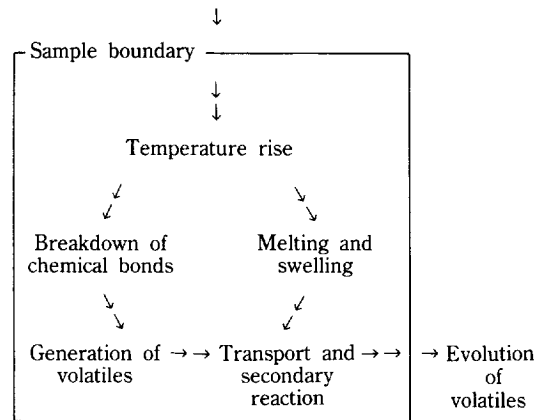 ↓
Sample boundary
↓
↓
Temperature rise
↓ ↓
↓ ↓
Breakdown of Melting and
chemical bonds swelling
↓ ↓
↓ ↓
Generation of → → Transport and → → → Evolution
volatiles secondary of
reaction volatiles